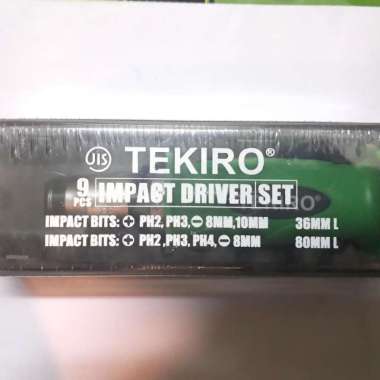 JIS TEKIRO®
9 PCS IMPACT DRIVER SET
IMPACT BITS: ⊕ PH2, PH3, ⊖ 8MM,10MM 36MM L
IMPACT BITS: ⊕ PH2 ,PH3, PH4, ⊖ 8MM 80MM L